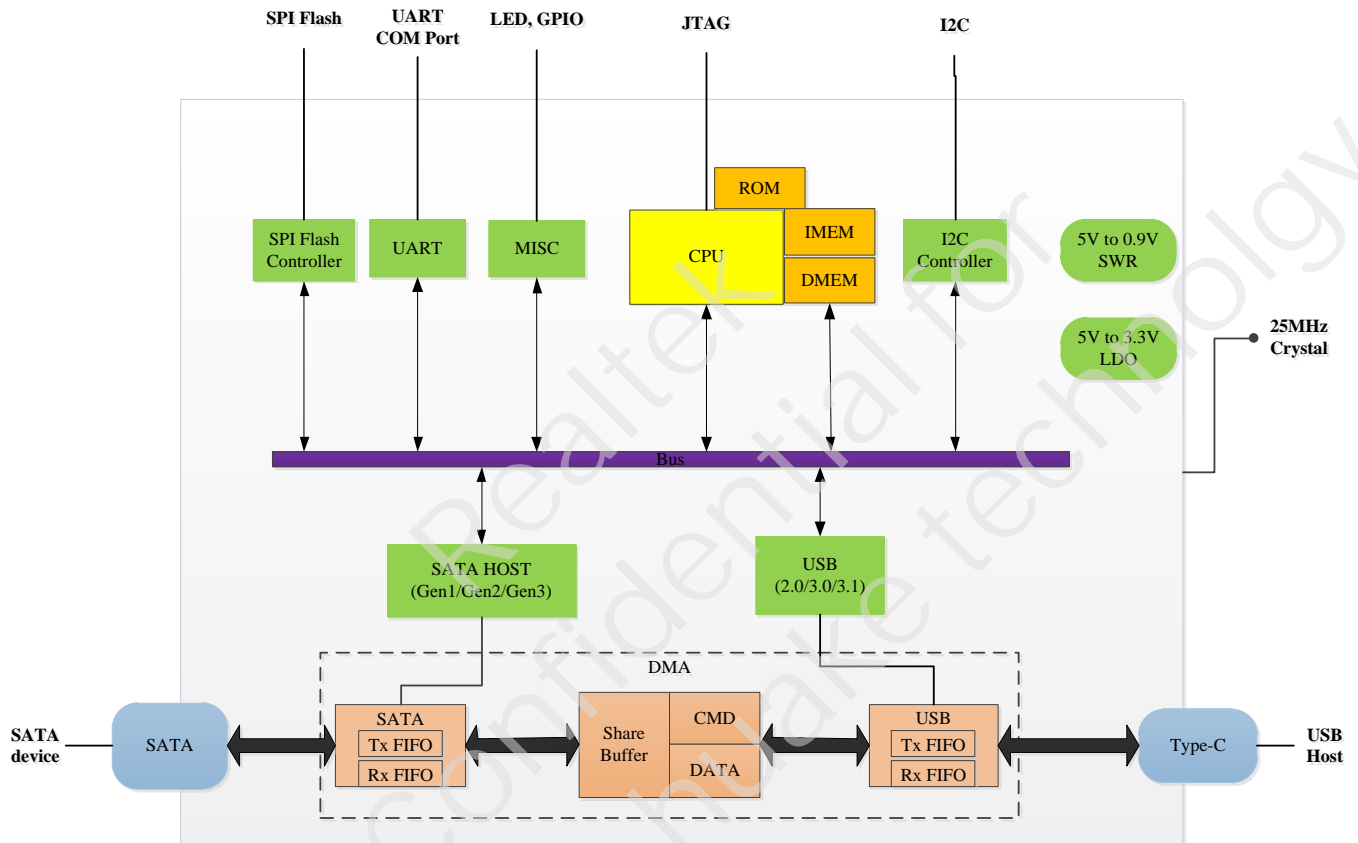 SPI Flash
UART
COM Port
LED, GPIO
JTAG
I2C
ROM
SPI Flash
Controller
UART
MISC
CPU
IMEM
DMEM
I2C
Controller
5V to 0.9V
SWR
5V to 3.3V
LDO
25MHz
Crystal
Bus
SATA HOST
(Gen1/Gen2/Gen3)
USB
(2.0/3.0/3.1)
DMA
SATA
device
SATA
SATA
Tx FIFO
Rx FIFO
Share
Buffer
CMD
DATA
USB
Tx FIFO
Rx FIFO
Type-C
USB
Host
Realtek
confidential for
hulake technolgy